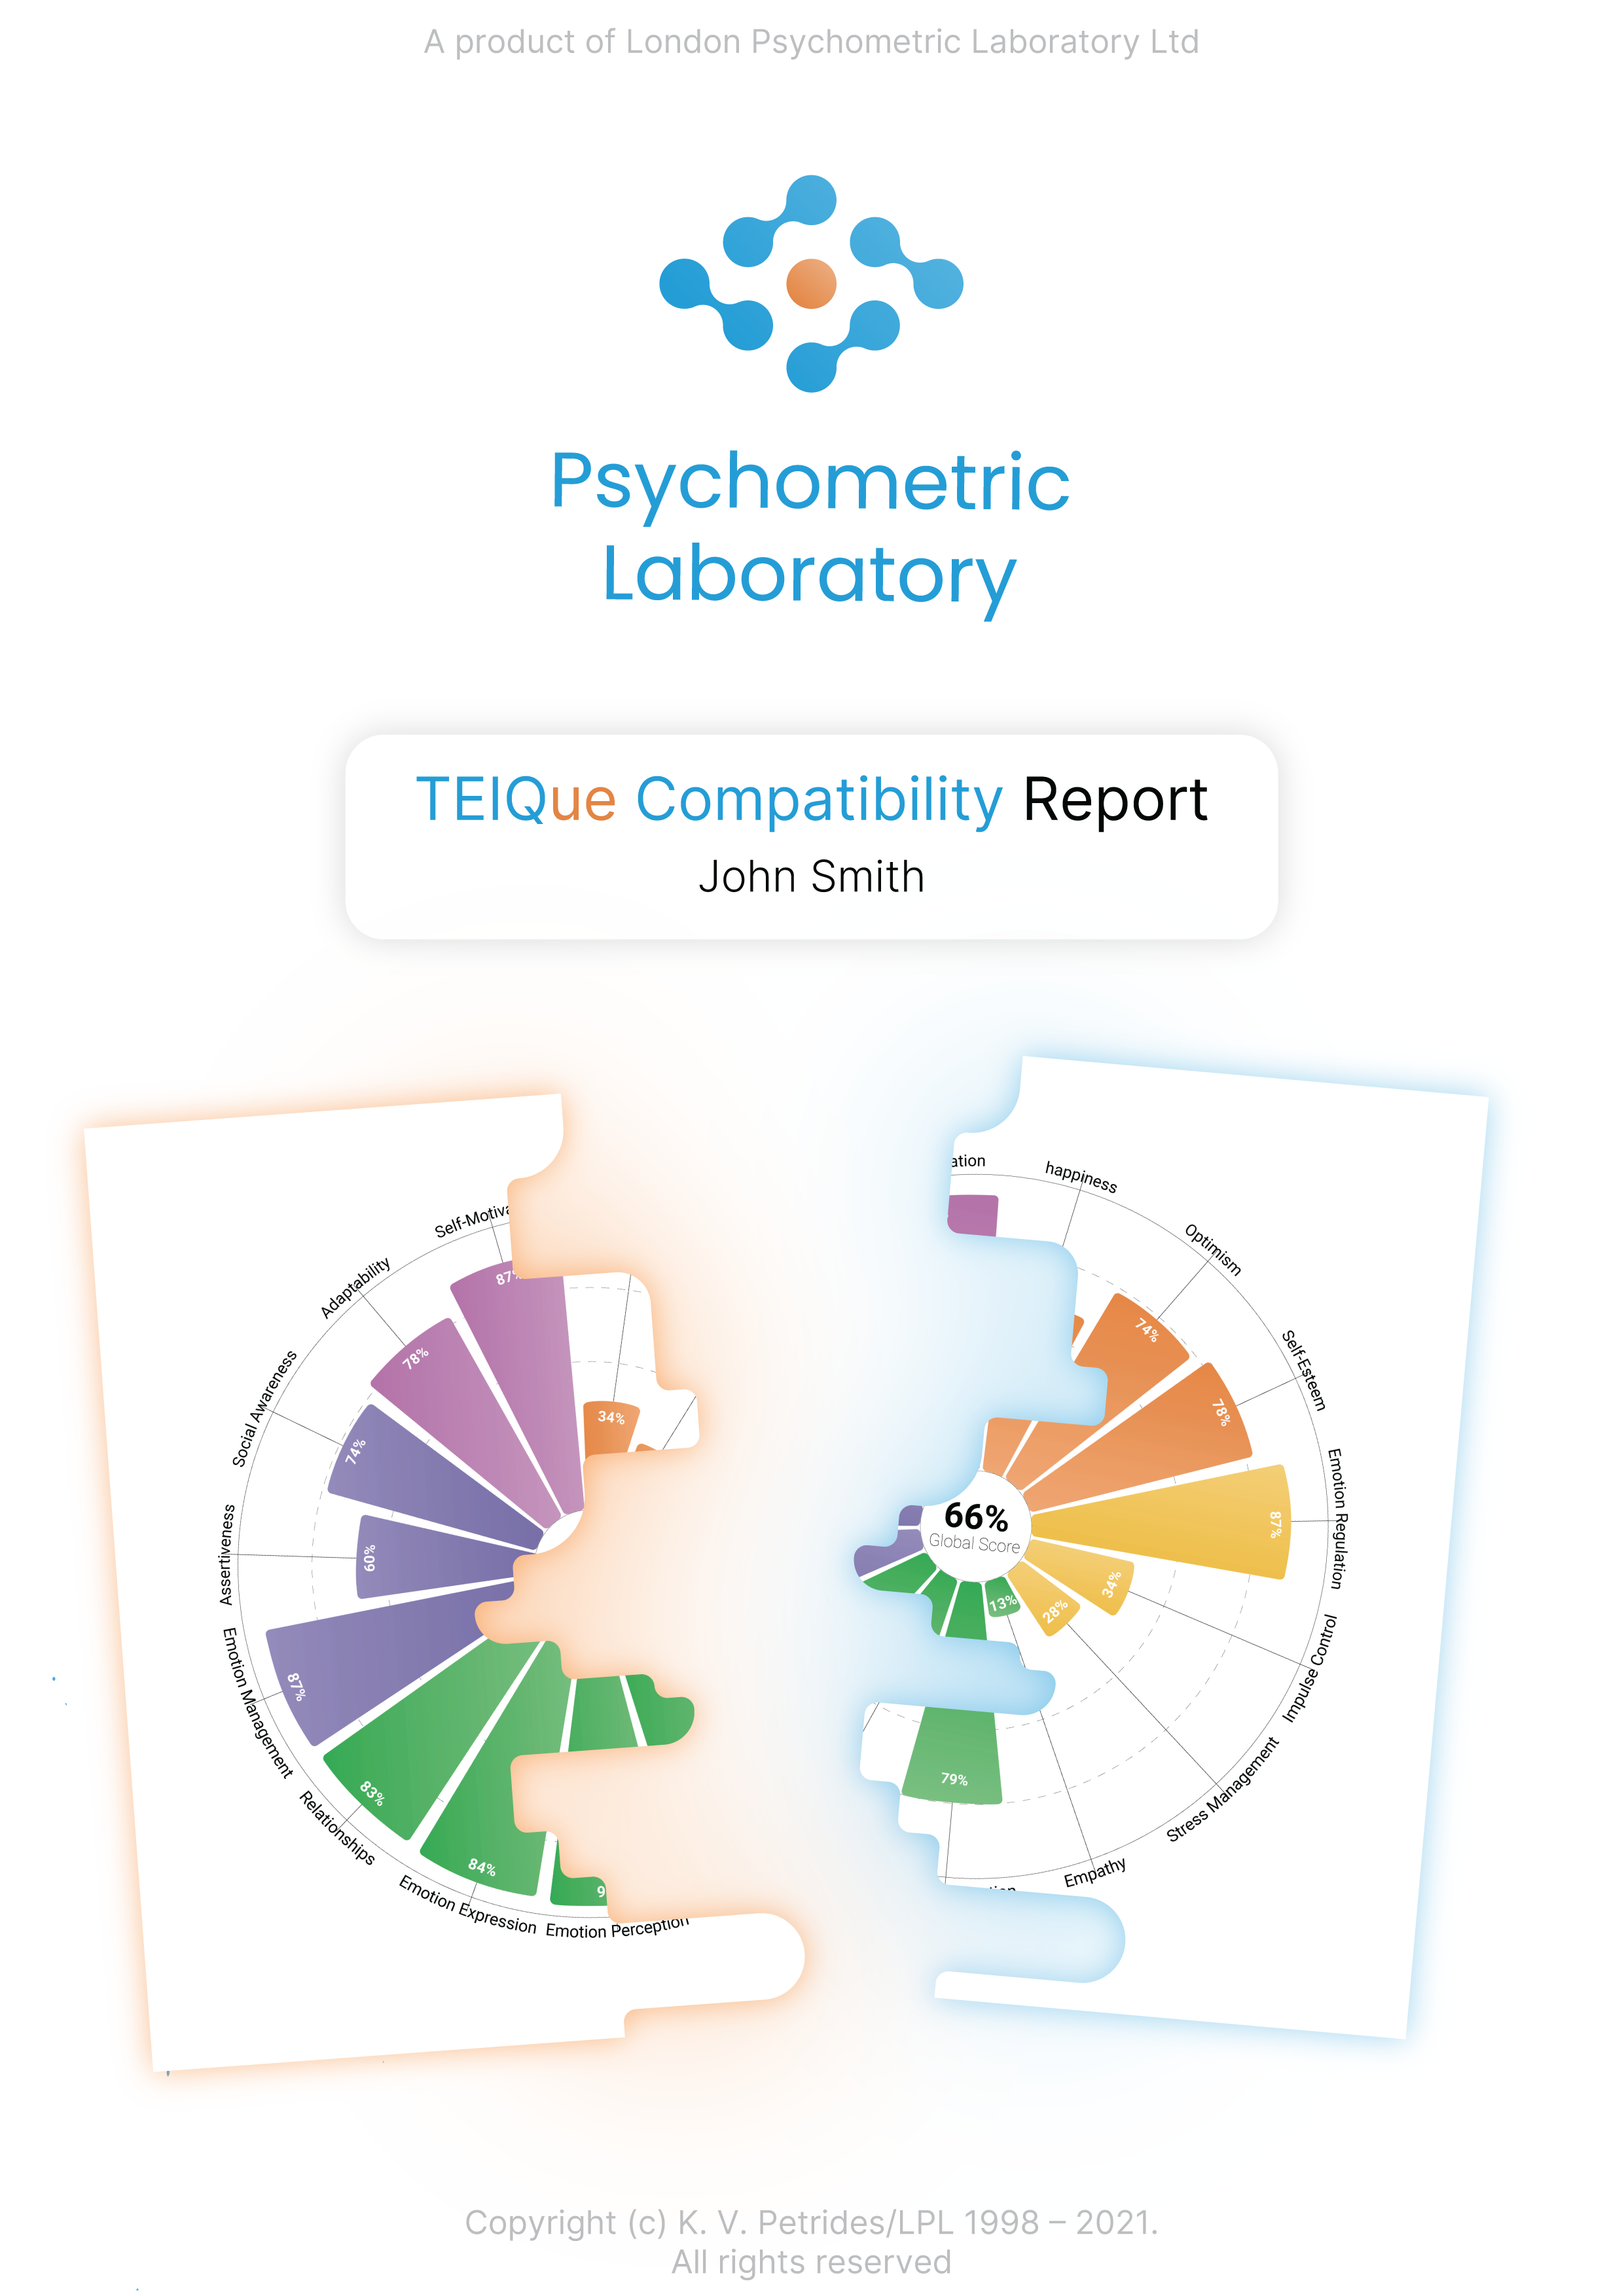 A product of London Psychometric Laboratory Ltd
Psychometric
Laboratory
TEIQue Compatibility Report
John Smith
Self-Motiva
Adaptability
Social Awareness
Assertiveness
Emotion Management
Relationships
Emotion Expression
Emotion Perception
87%
78%
74%
60%
87%
83%
84%
9
34%
ation
happiness
Optimism
Self-Esteem
Emotion Regulation
Impulse Control
Stress Management
Empathy
tion
74%
78%
87%
34%
28%
13%
79%
66%
Global Score
Copyright (c) K. V. Petrides/LPL 1998 – 2021.
All rights reserved